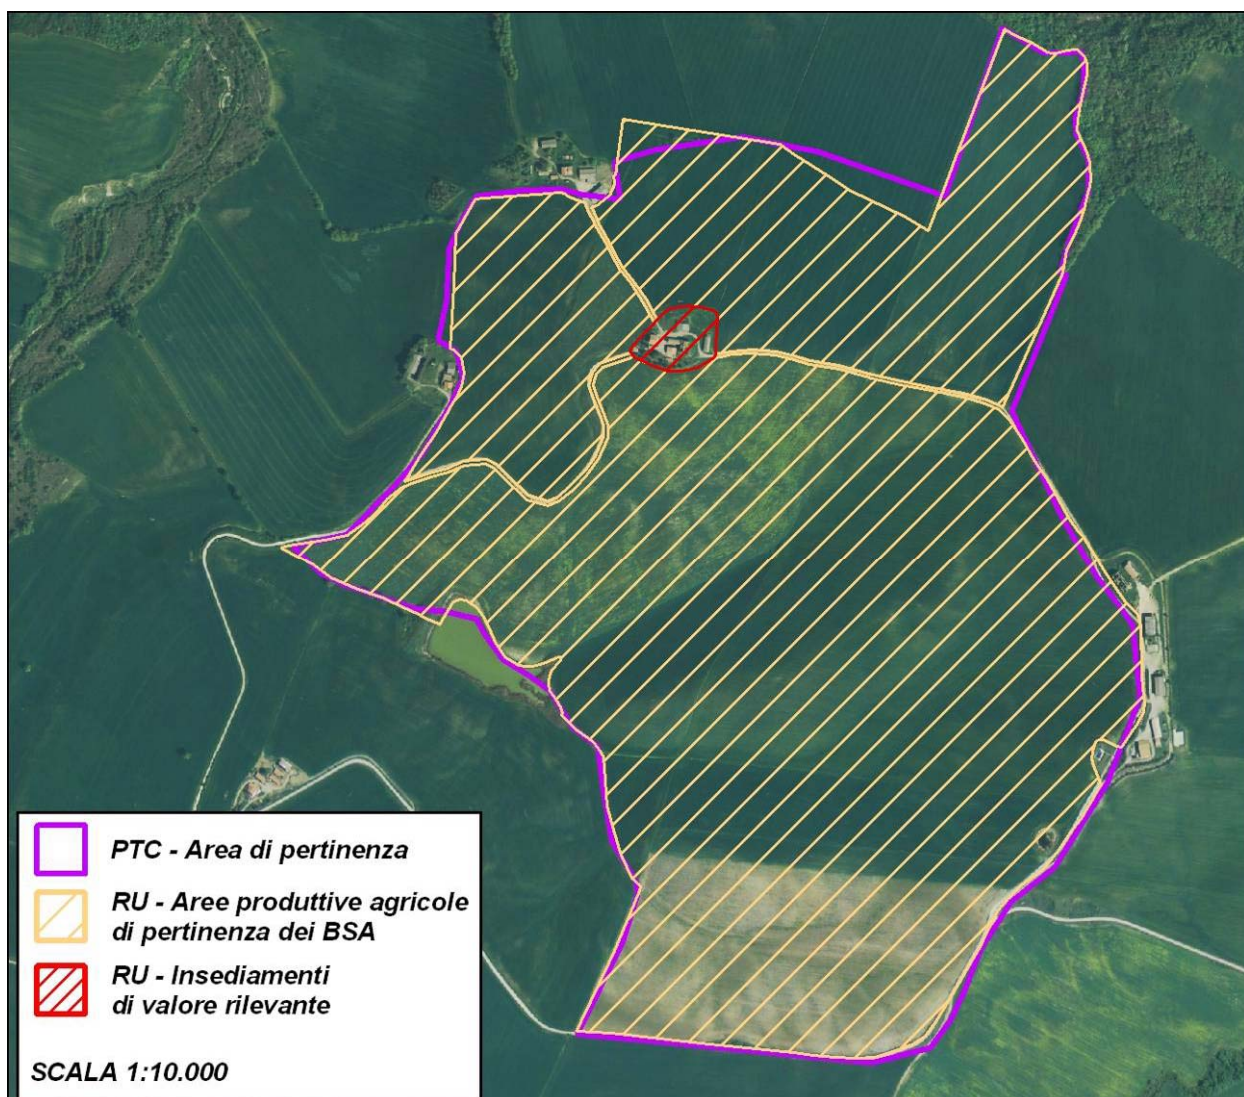 PTC - Area di pertinenza
RU - Aree produttive agricole
di pertinenza dei BSA
RU - Insediamenti
di valore rilevante
SCALA 1:10.000